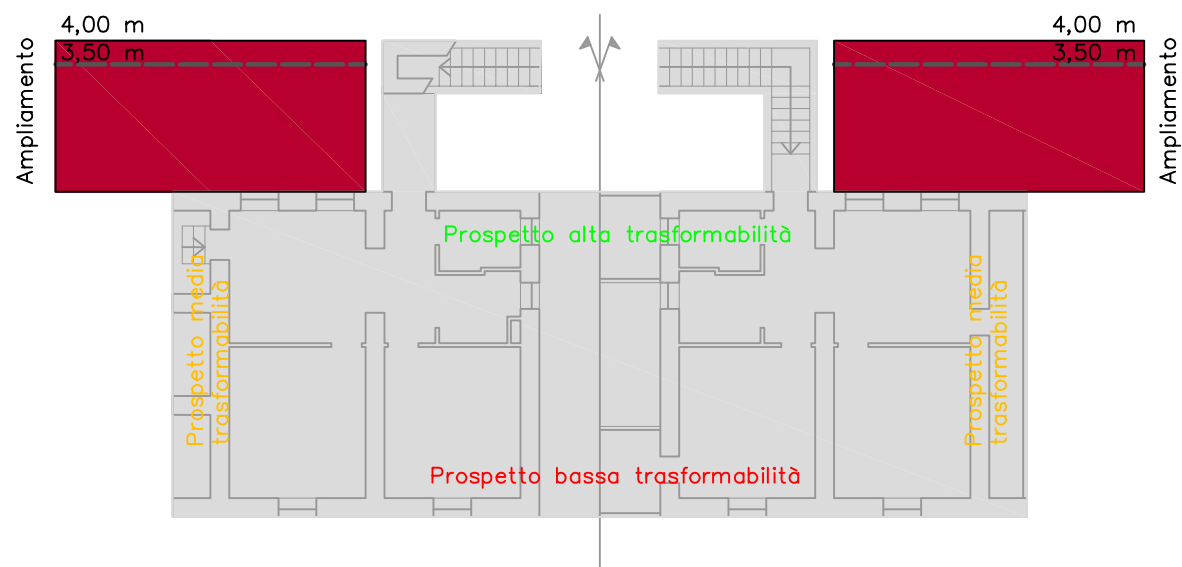 4,00 m
3,50 m
Ampliamento
4,00 m
3,50 m
Ampliamento
Prospetto alta trasformabilità
Prospetto media
trasformabilità
Prospetto media
trasformabilità
Prospetto bassa trasformabilità